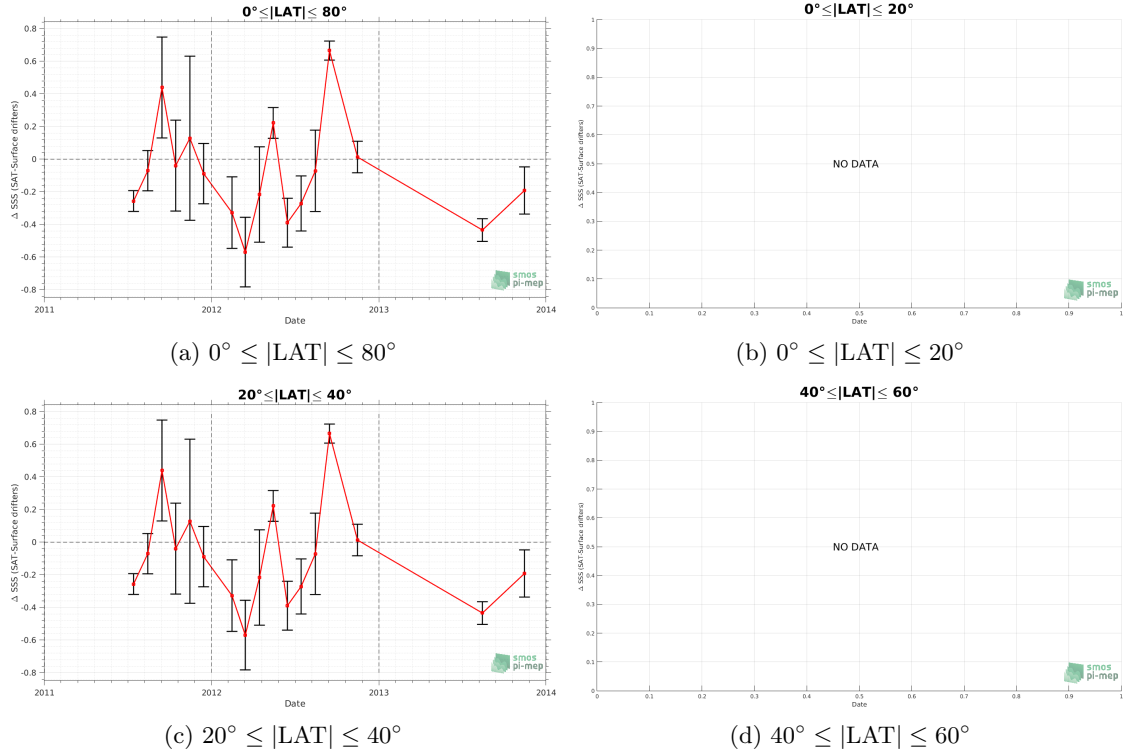 0°≤|LAT|≤ 80°
Δ SSS (SAT-Surface drifters)
0.8
0.6
0.4
0.2
0
-0.2
-0.4
-0.6
-0.8
2011 2012 2013 2014
Date
smos
pi-mep
(a) 0° ≤ |LAT| ≤ 80°
0°≤|LAT|≤ 20°
Δ SSS (SAT-Surface drifters)
1
0.9
0.8
0.7
0.6
0.5
0.4
0.3
0.2
0.1
0
NO DATA
0 0.1 0.2 0.3 0.4 0.5 0.6 0.7 0.8 0.9 1
Date
smos
pi-mep
(b) 0° ≤ |LAT| ≤ 20°
20°≤|LAT|≤ 40°
Δ SSS (SAT-Surface drifters)
0.8
0.6
0.4
0.2
0
-0.2
-0.4
-0.6
-0.8
2011 2012 2013 2014
Date
smos
pi-mep
(c) 20° ≤ |LAT| ≤ 40°
40°≤|LAT|≤ 60°
Δ SSS (SAT-Surface drifters)
1
0.9
0.8
0.7
0.6
0.5
0.4
0.3
0.2
0.1
0
NO DATA
0 0.1 0.2 0.3 0.4 0.5 0.6 0.7 0.8 0.9 1
Date
smos
pi-mep
(d) 40° ≤ |LAT| ≤ 60°